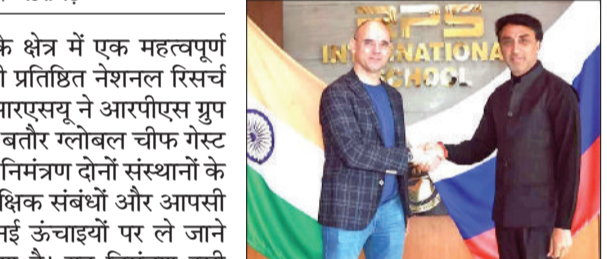 के क्षेत्र में एक महत्वपूर्ण
प्रतिष्ठित नेशनल रिसर्च
आरएसयू ने आरपीएस ग्रुप
बतौर ग्लोबल चीफ गेस्ट
निमंत्रण दोनों संस्थानों के
क्षिक संबंधों और आपसी
नई ऊंचाइयों पर ले जाने
RPS
INTERNATIONAL
SCHOOL